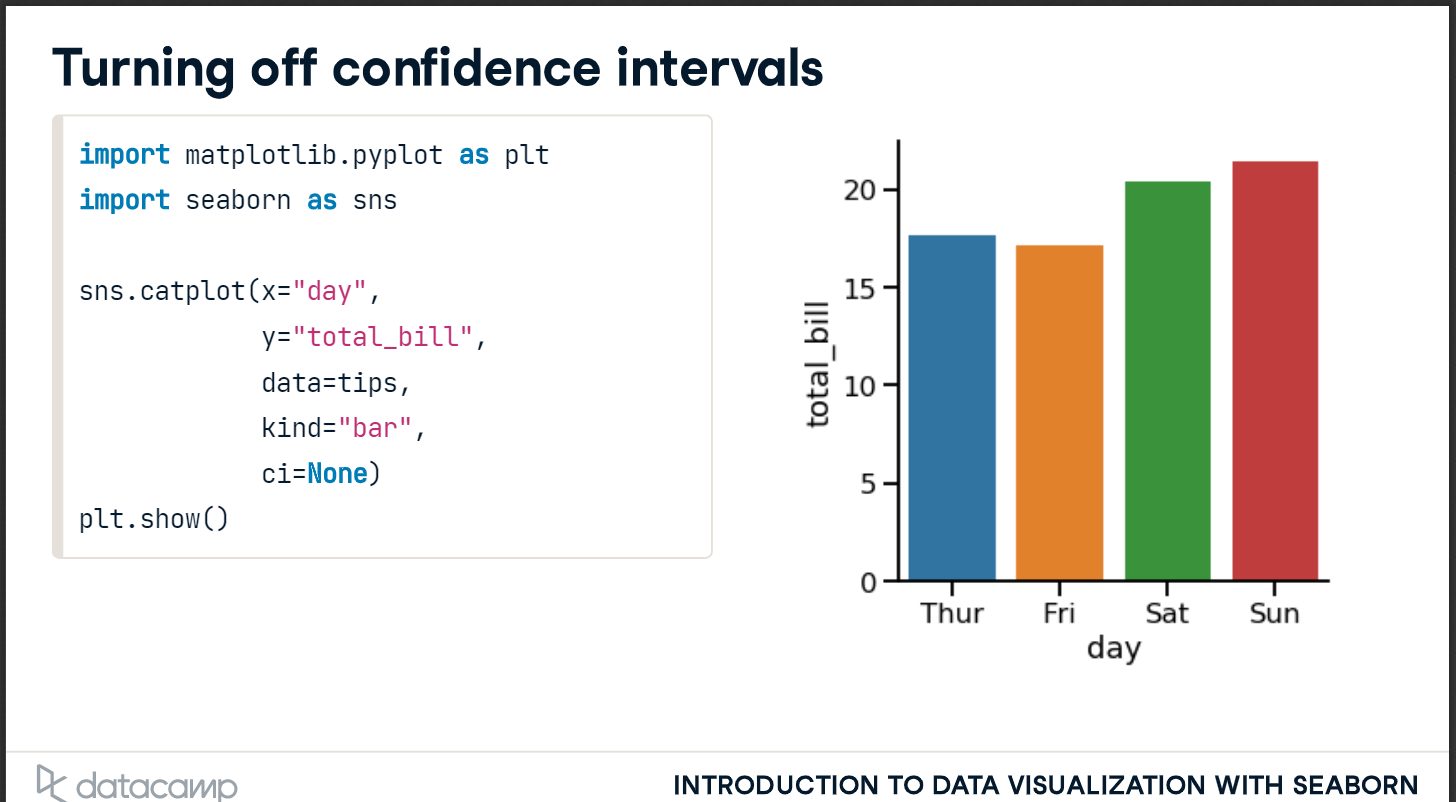 Turning off confidence intervals
import matplotlib.pyplot as plt
import seaborn as sns
sns.catplot(x="day",
y="total_bill",
data=tips,
kind="bar",
ci=None)
plt.show()
total_bill
20
15
10
5
0
Thur Fri Sat Sun
day
datacamp
INTRODUCTION TO DATA VISUALIZATION WITH SEABORN